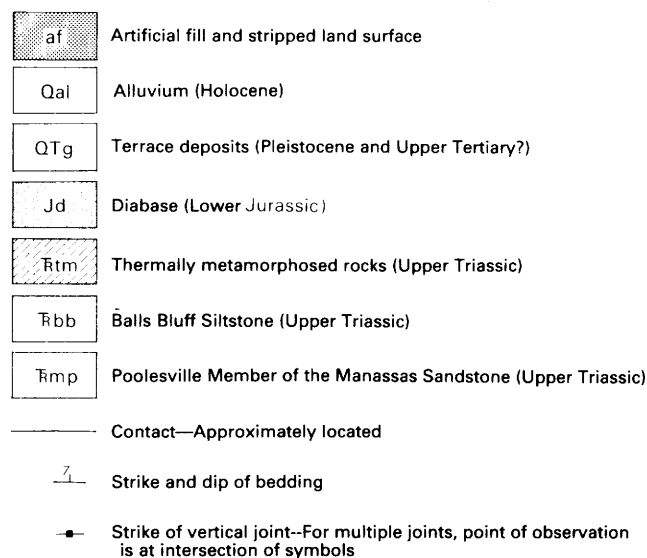 af Artificial fill and stripped land surface
Qal Alluvium (Holocene)
QTg Terrace deposits (Pleistocene and Upper Tertiary?)
Jd Diabase (Lower Jurassic)
Ꞧtm Thermally metamorphosed rocks (Upper Triassic)
Ꞧbb Balls Bluff Siltstone (Upper Triassic)
Ꞧmp Poolesville Member of the Manassas Sandstone (Upper Triassic)
Contact—Approximately located
7 Strike and dip of bedding
Strike of vertical joint--For multiple joints, point of observation
is at intersection of symbols